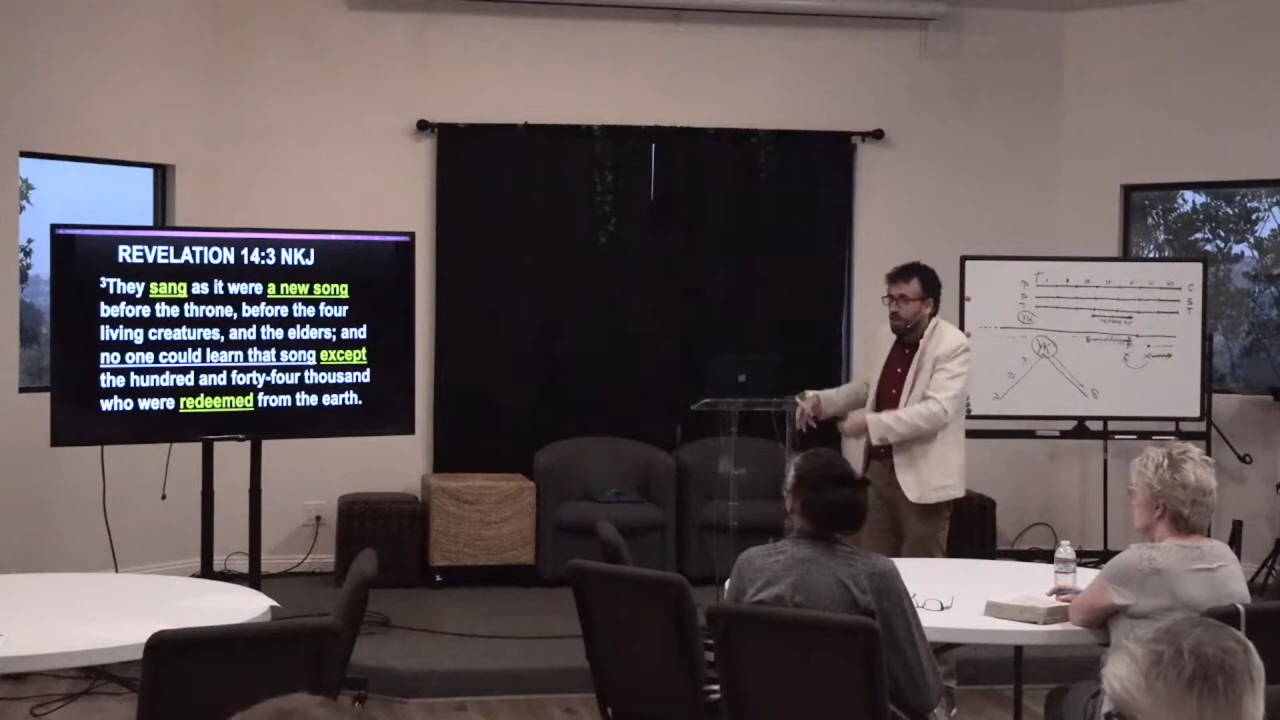 REVELATION 14:3 NKJ
³They sang as it were a new song
before the throne, before the four
living creatures, and the elders; and
no one could learn that song except
the hundred and forty-four thousand
who were redeemed from the earth.